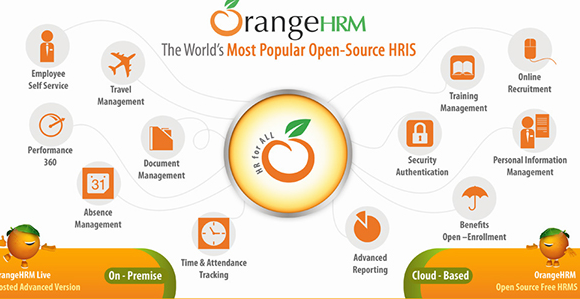 OrangeHRM
The World's Most Popular Open-Source HRIS
Employee
Self Service
Travel
Management
Training
Management
Online
Recruitment
Performance
360
Document
Management
HR for ALL
Security
Authentication
Personal Information
Management
Absence
Management
31
Time & Attendance
Tracking
Advanced
Reporting
Benefits
Open –Enrollment
rangeHRM Live
osted Advanced Version
On - Premise
Cloud - Based
OrangeHRM
Open Source Free HRMS